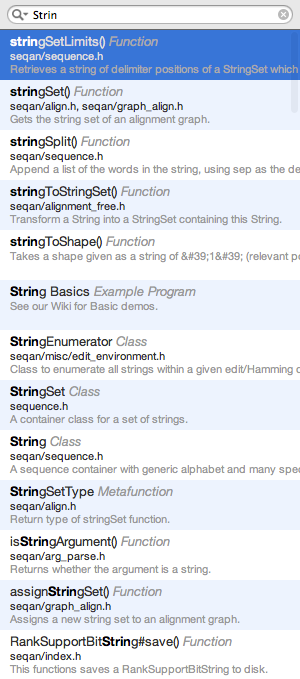 Strin
stringSetLimits() Function
seqan/sequence.h
Retrieves a string of delimiter positions of a StringSet which
stringSet() Function
seqan/align.h, seqan/graph_align.h
Gets the string set of an alignment graph.
stringSplit() Function
seqan/sequence.h
Append a list of the words in the string, using sep as the de
stringToStringSet() Function
seqan/alignment_free.h
Transform a String into a StringSet containing this String.
stringToShape() Function
Takes a shape given as a string of &#39;1&#39; (relevant po
String Basics Example Program
See our Wiki for Basic demos.
StringEnumerator Class
seqan/misc/edit_environment.h
Class to enumerate all strings within a given edit/Hamming d
StringSet Class
sequence.h
A container class for a set of strings.
String Class
seqan/sequence.h
A sequence container with generic alphabet and many spec
StringSetType Metafunction
seqan/align.h
Return type of stringSet function.
isStringArgument() Function
seqan/arg_parse.h
Returns whether the argument is a string.
assignStringSet() Function
seqan/graph_align.h
Assigns a new string set to an alignment graph.
RankSupportBitString#save() Function
seqan/index.h
This functions saves a RankSupportBitString to disk.